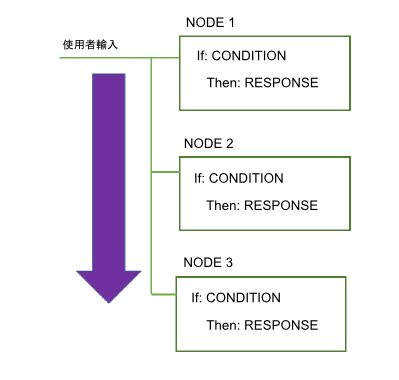 NODE 1
使用者輸入
If: CONDITION
Then: RESPONSE
NODE 2
If: CONDITION
Then: RESPONSE
NODE 3
If: CONDITION
Then: RESPONSE